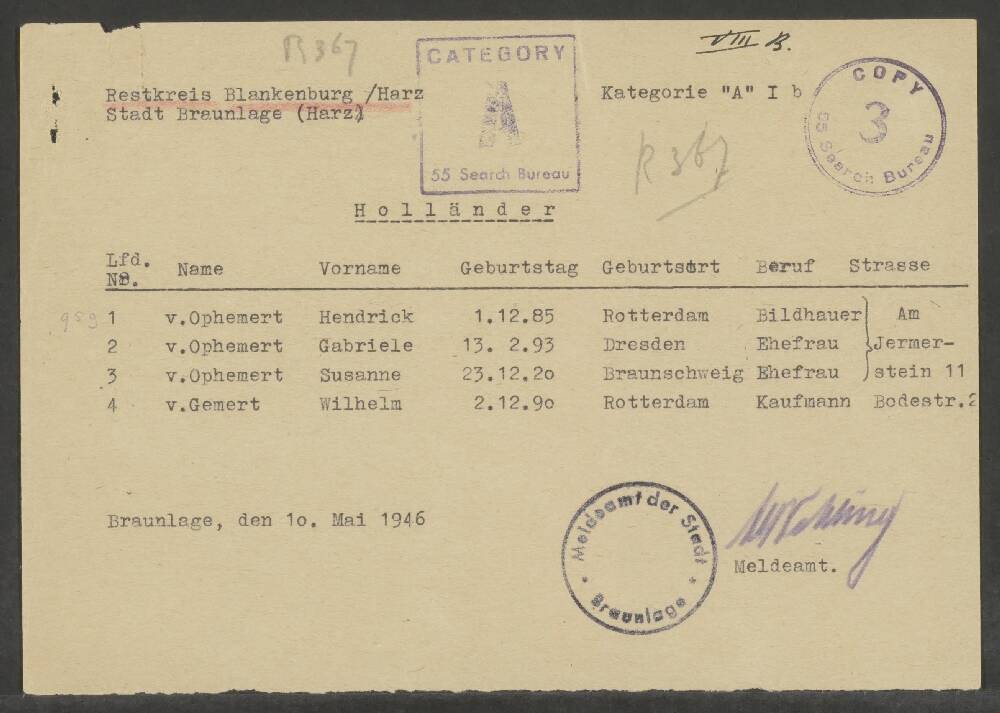 R 367
VIII B.
CATEGORY
A
55 Search Bureau
COPY
3
55 Search Bureau
Restkreis Blankenburg /Harz
Kategorie "A" I b
Stadt Braunlage (Harz)
R 367
Holländer
Lfd. Nr. Name Vorname Geburtstag Geburtsort Beruf Strasse
959 1 v.Ophemert Hendrick 1.12.85 Rotterdam Bildhauer Am
2 v.Ophemert Gabriele 13. 2.93 Dresden Ehefrau Jermer-
3 v.Ophemert Susanne 23.12.2o Braunschweig Ehefrau stein 11
4 v.Gemert Wilhelm 2.12.9o Rotterdam Kaufmann Bodestr.2
Braunlage, den 1o. Mai 1946
Meldeamt der Stadt
Braunlage
Meldeamt.